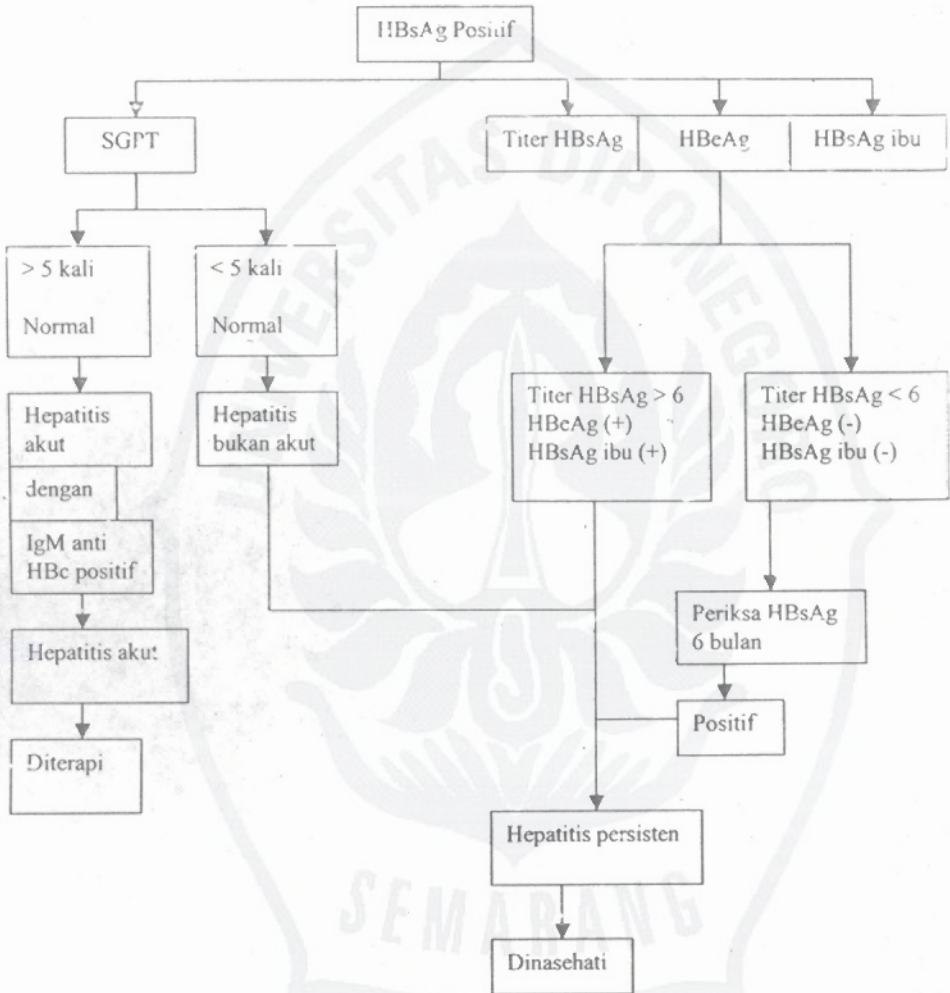 HBsAg Positif
SGPT
Titer HBsAg
HBeAg
HBsAg ibu
> 5 kali
Normal
< 5 kali
Normal
Hepatitis
akut
dengan
IgM anti
HBc positif
Hepatitis akut
Diterapi
Hepatitis
bukan akut
Titer HBsAg > 6
HBeAg (+)
HBsAg ibu (+)
Titer HBsAg < 6
HBeAg (-)
HBsAg ibu (-)
Periksa HBsAg
6 bulan
Positif
Hepatitis persisten
Dinasehati
UNIVERSITAS DIPONEGORO
SEMARANG